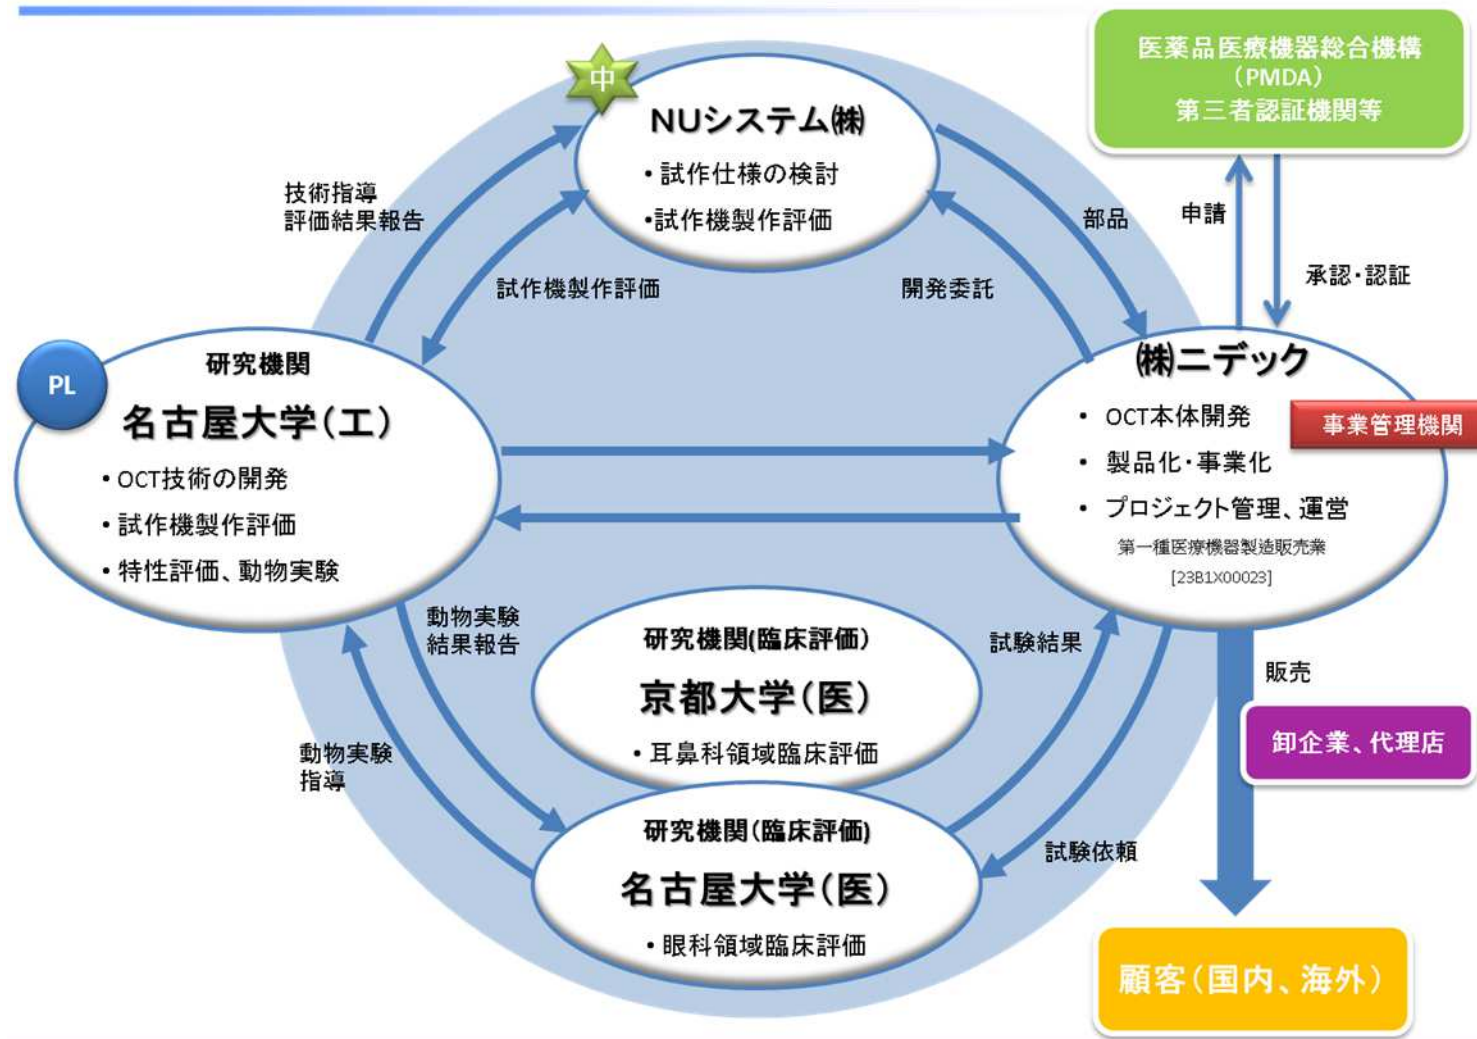 医薬品医療機器総合機構
（PMDA）
第三者認証機関等
中
NUシステム㈱
・試作仕様の検討
・試作機製作評価
技術指導
評価結果報告
試作機製作評価
部品
開発委託
申請
承認・認証
PL
研究機関
名古屋大学（工）
・OCT技術の開発
・試作機製作評価
・特性評価、動物実験
㈱ニデック
・ OCT本体開発
・ 製品化・事業化
・ プロジェクト管理、運営
第一種医療機器製造販売業
[23B1X00023]
事業管理機関
動物実験
結果報告
動物実験
指導
研究機関(臨床評価）
京都大学（医）
・耳鼻科領域臨床評価
研究機関（臨床評価)
名古屋大学（医）
・眼科領域臨床評価
試験結果
試験依頼
販売
卸企業、代理店
顧客（国内、海外）